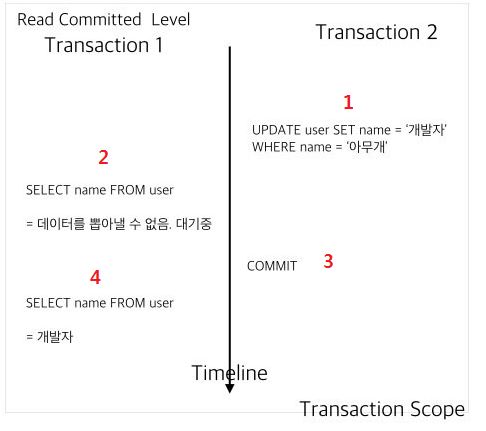 Read Committed Level
Transaction 1
Transaction 2
1
UPDATE user SET name = ‘개발자’
WHERE name = ‘아무개’
2
SELECT name FROM user
= 데이터를 뽑아낼 수 없음. 대기중
COMMIT
3
4
SELECT name FROM user
= 개발자
Timeline
Transaction Scope